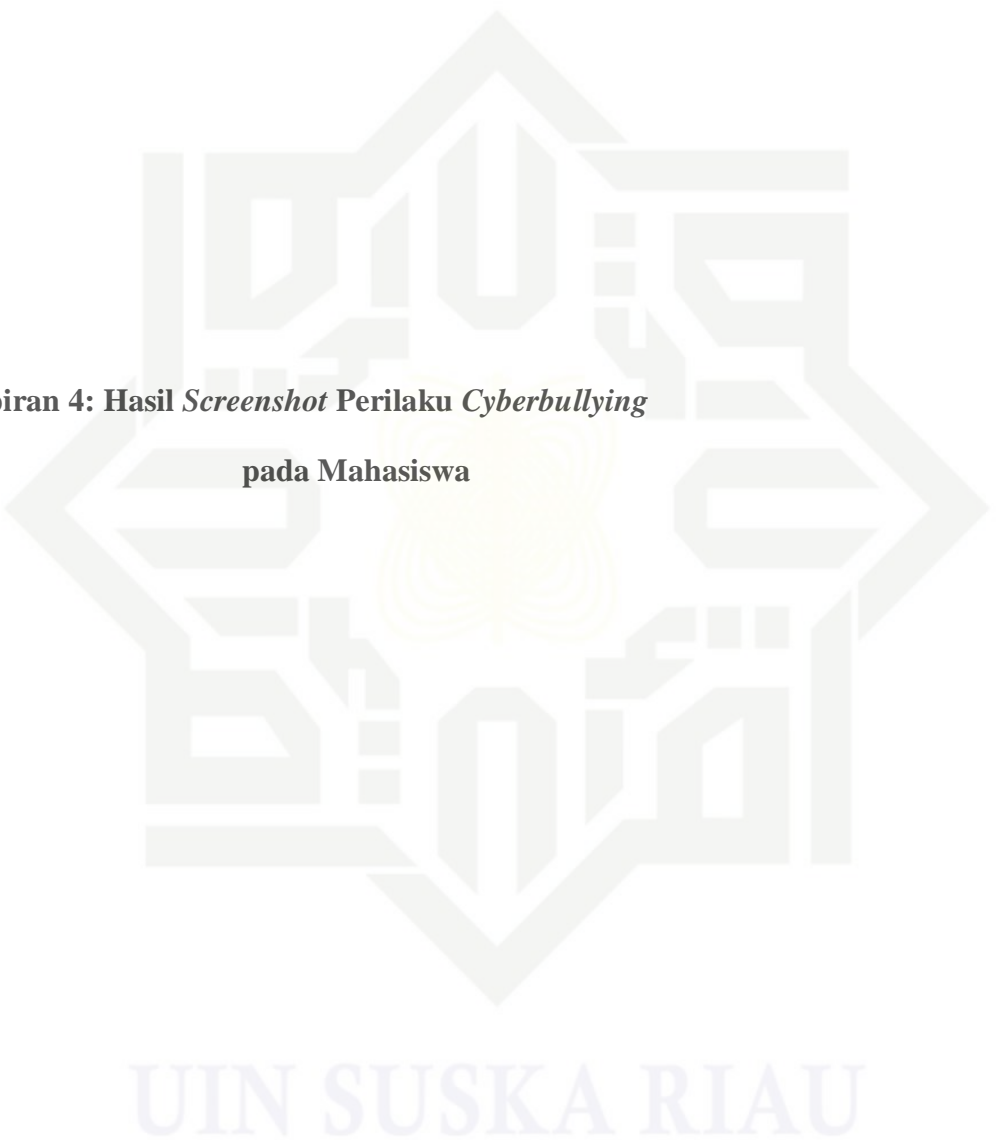 piran 4: Hasil Screenshot Perilaku Cyberbullying
pada Mahasiswa
UIN SUSKA RIAU